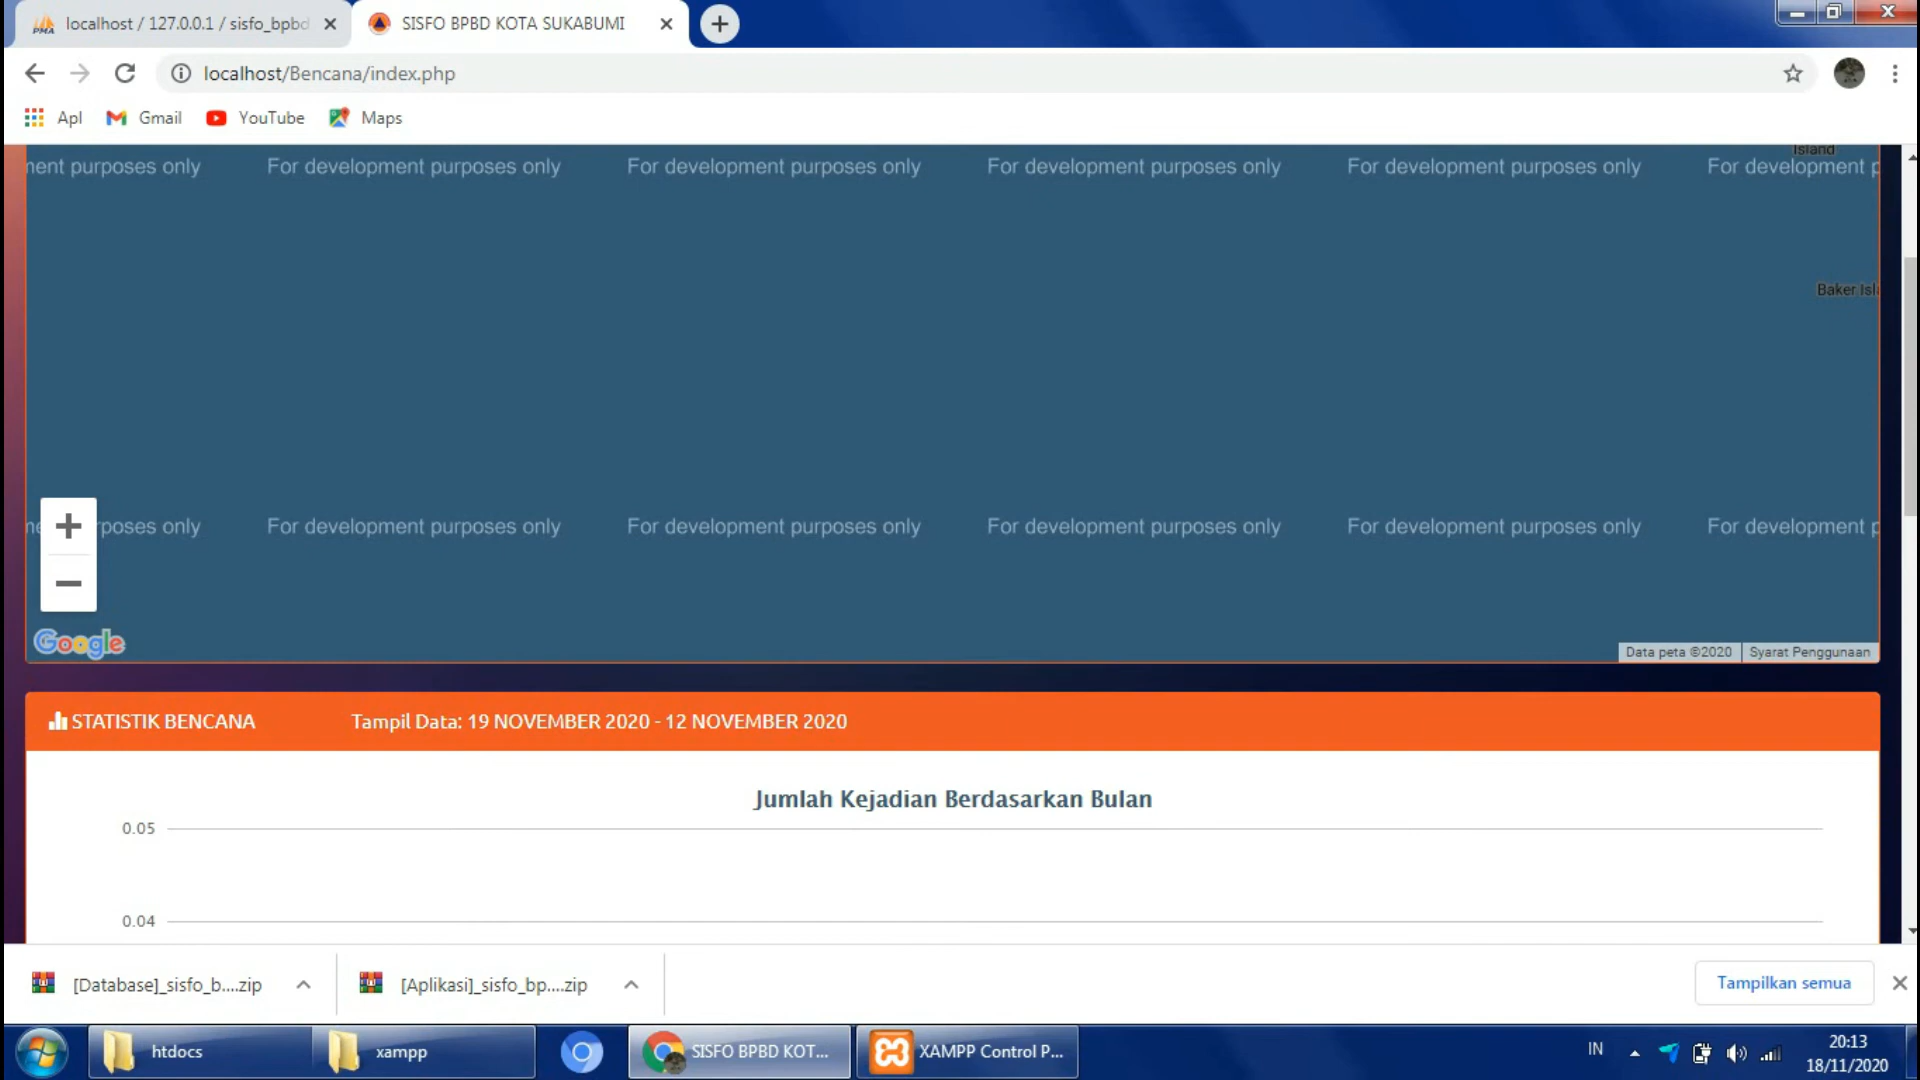 localhost / 127.0.0.1 / sisfo_bpbd
SISFO BPBD KOTA SUKABUMI
localhost/Bencana/index.php
Apl
Gmail
YouTube
Maps
Island
ment purposes only
For development purposes only
For development purposes only
For development purposes only
For development purposes only
For development p
Baker Isl
rposes only
For development purposes only
For development purposes only
For development purposes only
For development purposes only
For development p
Google
Data peta ©2020
Syarat Penggunaan
STATISTIK BENCANA
Tampil Data: 19 NOVEMBER 2020 - 12 NOVEMBER 2020
Jumlah Kejadian Berdasarkan Bulan
0.05
0.04
[Database]_sisfo_b....zip
[Aplikasi]_sisfo_bp....zip
Tampilkan semua
htdocs
xampp
SISFO BPBD KOT...
XAMPP Control P...
IN
20:13
18/11/2020